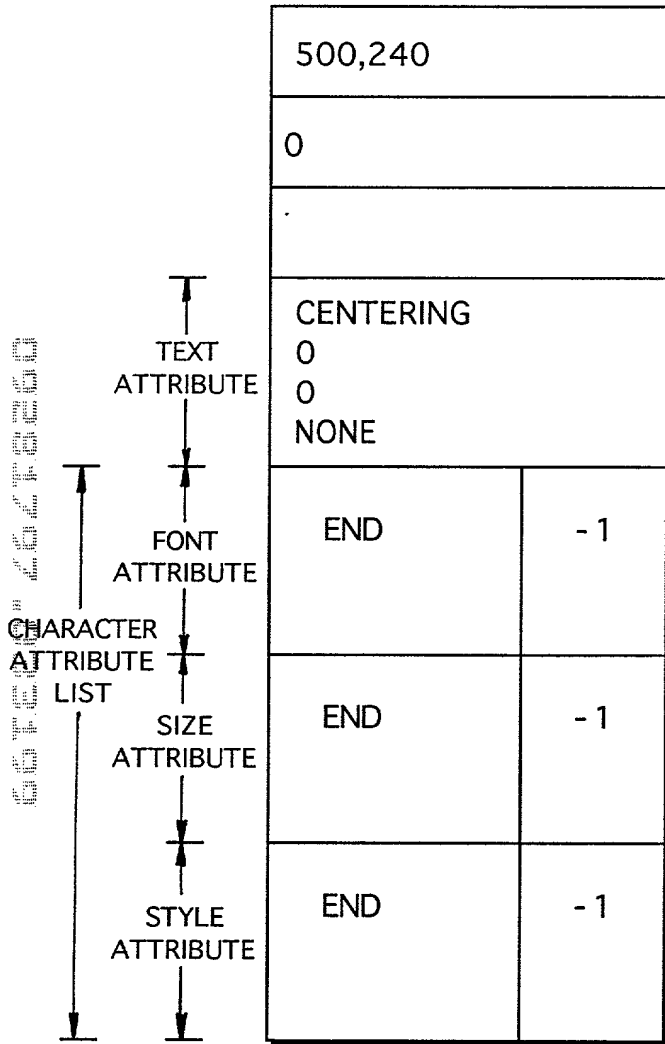 500,240
0
CENTERING
0
0
NONE
TEXT
ATTRIBUTE
END -1
FONT
ATTRIBUTE
CHARACTER
ATTRIBUTE
LIST
END -1
SIZE
ATTRIBUTE
END -1
STYLE
ATTRIBUTE